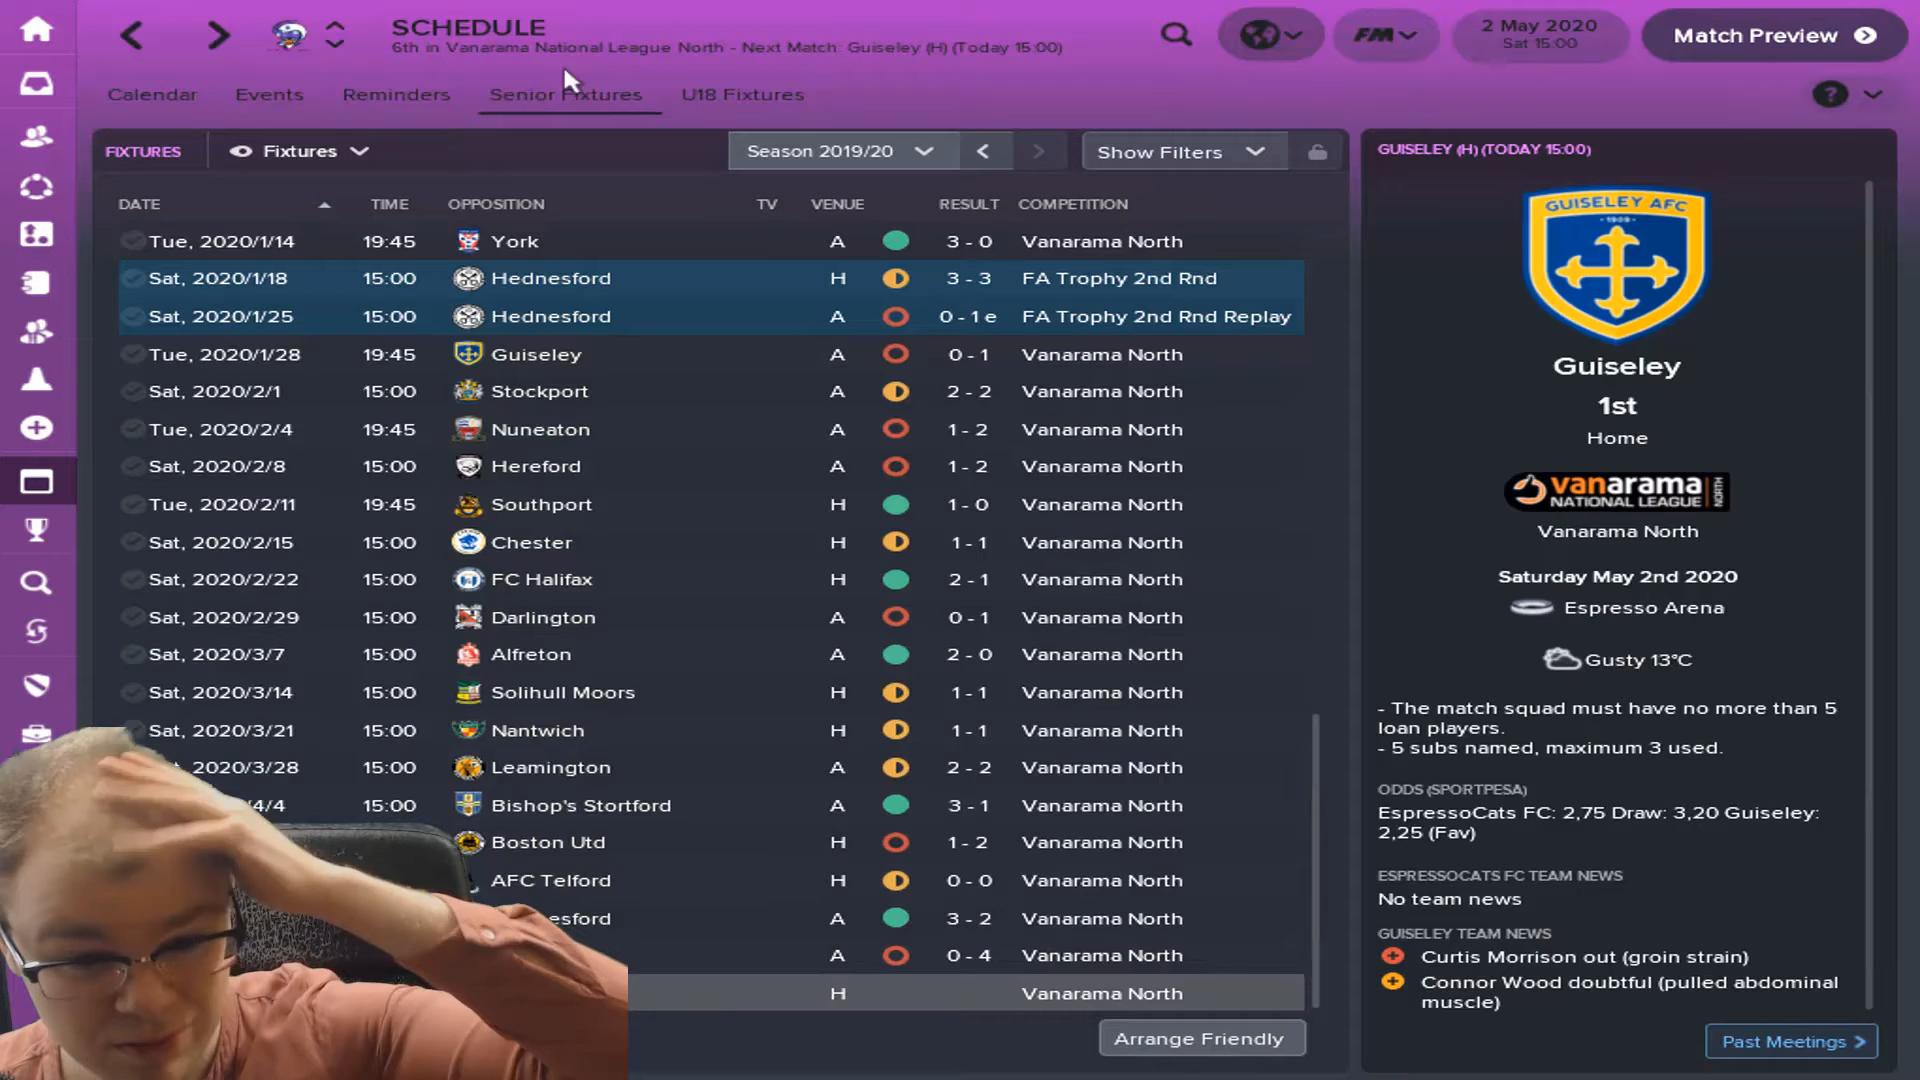 SCHEDULE
6th in Vanarama National League North - Next Match: Guiseley (H) (Today 15:00)
FM
2 May 2020
Sat 15:00
Match Preview
Calendar
Events
Reminders
Senior Fixtures
U18 Fixtures
?
FIXTURES
Fixtures
Season 2019/20
Show Filters
DATE TIME OPPOSITION TV VENUE RESULT COMPETITION
Tue, 2020/1/14 19:45 York A 3 - 0 Vanarama North
Sat, 2020/1/18 15:00 Hednesford H 3 - 3 FA Trophy 2nd Rnd
Sat, 2020/1/25 15:00 Hednesford A 0 - 1 e FA Trophy 2nd Rnd Replay
Tue, 2020/1/28 19:45 Guiseley A 0 - 1 Vanarama North
Sat, 2020/2/1 15:00 Stockport A 2 - 2 Vanarama North
Tue, 2020/2/4 19:45 Nuneaton A 1 - 2 Vanarama North
Sat, 2020/2/8 15:00 Hereford A 1 - 2 Vanarama North
Tue, 2020/2/11 19:45 Southport H 1 - 0 Vanarama North
Sat, 2020/2/15 15:00 Chester H 1 - 1 Vanarama North
Sat, 2020/2/22 15:00 FC Halifax H 2 - 1 Vanarama North
Sat, 2020/2/29 15:00 Darlington A 0 - 1 Vanarama North
Sat, 2020/3/7 15:00 Alfreton A 2 - 0 Vanarama North
Sat, 2020/3/14 15:00 Solihull Moors H 1 - 1 Vanarama North
Sat, 2020/3/21 15:00 Nantwich H 1 - 1 Vanarama North
2020/3/28 15:00 Leamington A 2 - 2 Vanarama North
/4/4 15:00 Bishop's Stortford A 3 - 1 Vanarama North
Boston Utd H 1 - 2 Vanarama North
AFC Telford H 0 - 0 Vanarama North
esford A 3 - 2 Vanarama North
A 0 - 4 Vanarama North
H Vanarama North
Arrange Friendly
GUISELEY (H) (TODAY 15:00)
GUISELEY AFC
1909
Guiseley
1st
Home
vanarama
NATIONAL LEAGUE NORTH
Vanarama North
Saturday May 2nd 2020
Espresso Arena
Gusty 13°C
- The match squad must have no more than 5
loan players.
- 5 subs named, maximum 3 used.
ODDS (SPORTPESA)
EspressoCats FC: 2,75 Draw: 3,20 Guiseley:
2,25 (Fav)
ESPRESSOCATS FC TEAM NEWS
No team news
GUISELEY TEAM NEWS
Curtis Morrison out (groin strain)
Connor Wood doubtful (pulled abdominal
muscle)
Past Meetings